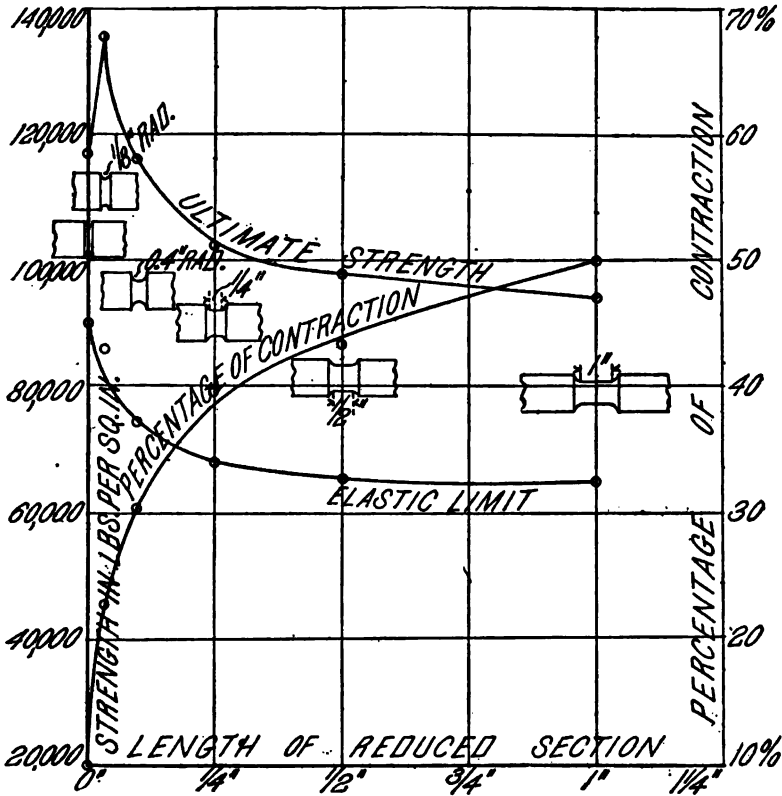 140,000
120,000
100,000
80,000
60,000
40,000
20,000
70%
60
50
40
30
20
10%
0"
1/4"
1/2"
3/4"
1"
1 1/4"
LENGTH OF REDUCED SECTION
STRENGTH IN LBS. PER SQ. IN.
PERCENTAGE OF CONTRACTION
ULTIMATE STRENGTH
PERCENTAGE OF CONTRACTION
ELASTIC LIMIT
1/8" RAD.
0.4" RAD.
1/4"
1/2"
1"